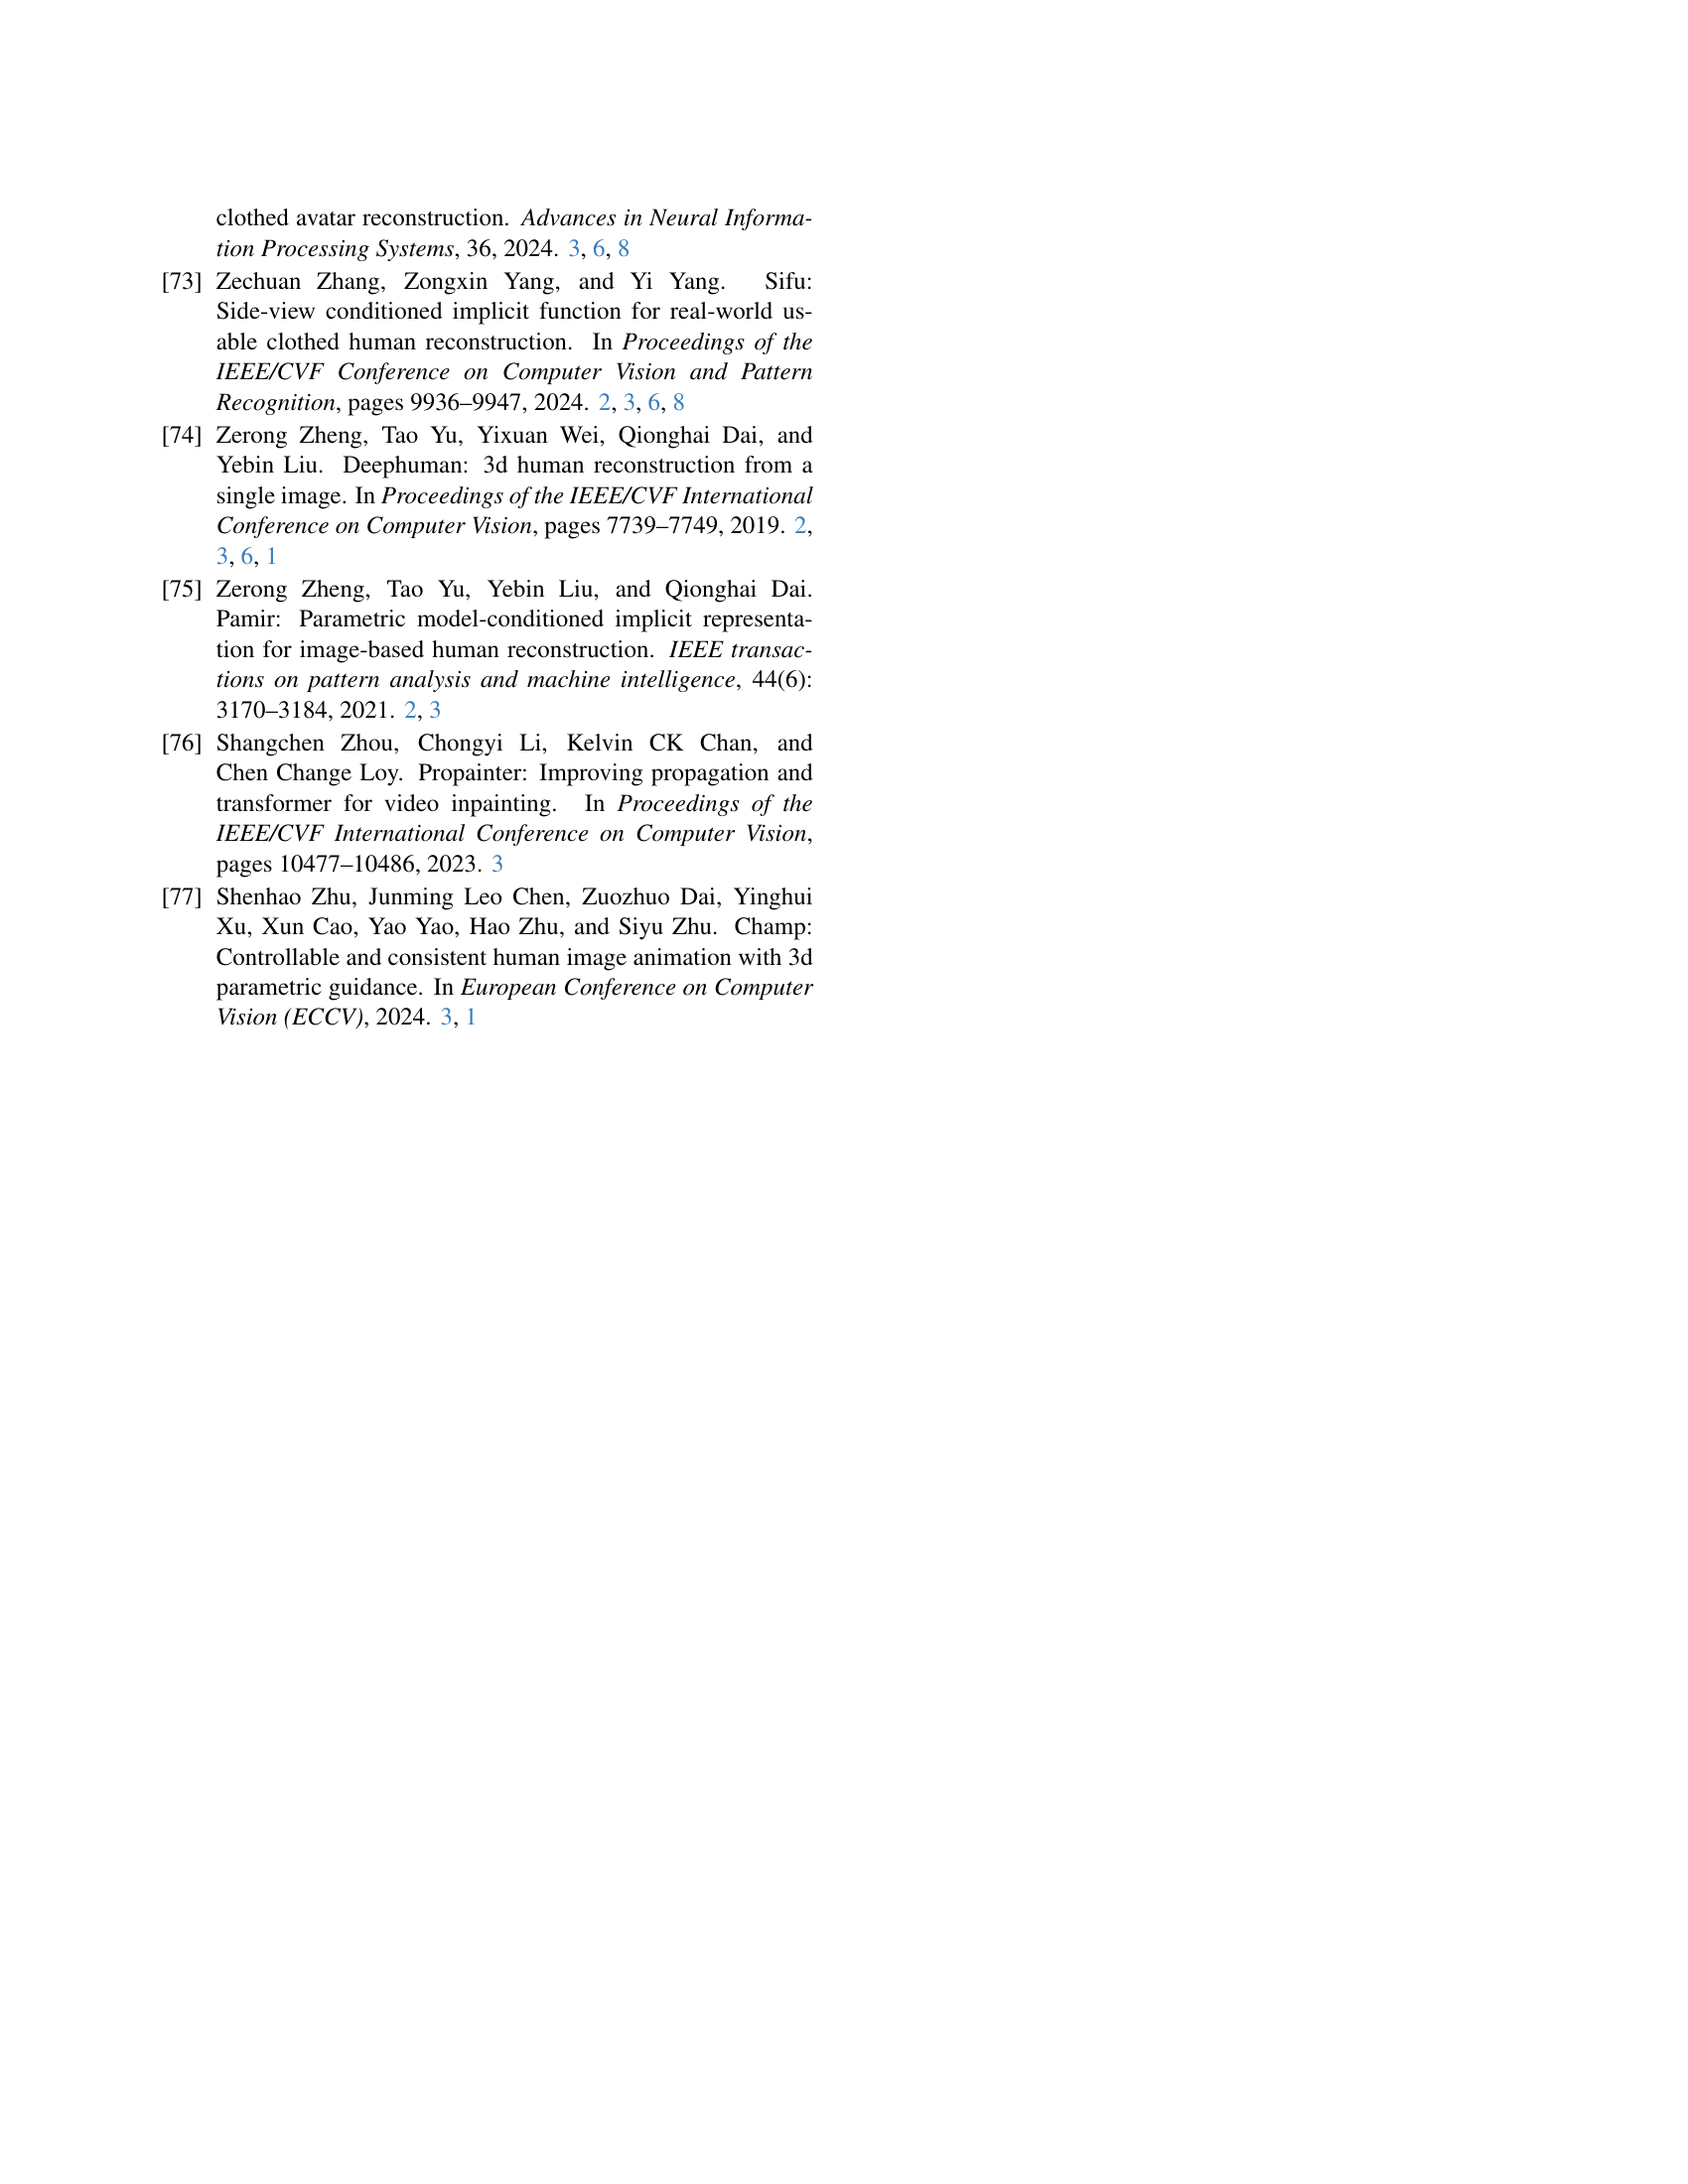 clothed avatar reconstruction. Advances in Neural Informa-
tion Processing Systems, 36, 2024. 3, 6, 8
[73] Zechuan Zhang, Zongxin Yang, and Yi Yang. Sifu:
Side-view conditioned implicit function for real-world us-
able clothed human reconstruction. In Proceedings of the
IEEE/CVF Conference on Computer Vision and Pattern
Recognition, pages 9936–9947, 2024. 2, 3, 6, 8
[74] Zerong Zheng, Tao Yu, Yixuan Wei, Qionghai Dai, and
Yebin Liu. Deephuman: 3d human reconstruction from a
single image. In Proceedings of the IEEE/CVF International
Conference on Computer Vision, pages 7739–7749, 2019. 2,
3, 6, 1
[75] Zerong Zheng, Tao Yu, Yebin Liu, and Qionghai Dai.
Pamir: Parametric model-conditioned implicit representa-
tion for image-based human reconstruction. IEEE transac-
tions on pattern analysis and machine intelligence, 44(6):
3170–3184, 2021. 2, 3
[76] Shangchen Zhou, Chongyi Li, Kelvin CK Chan, and
Chen Change Loy. Propainter: Improving propagation and
transformer for video inpainting. In Proceedings of the
IEEE/CVF International Conference on Computer Vision,
pages 10477–10486, 2023. 3
[77] Shenhao Zhu, Junming Leo Chen, Zuozhuo Dai, Yinghui
Xu, Xun Cao, Yao Yao, Hao Zhu, and Siyu Zhu. Champ:
Controllable and consistent human image animation with 3d
parametric guidance. In European Conference on Computer
Vision (ECCV), 2024. 3, 1